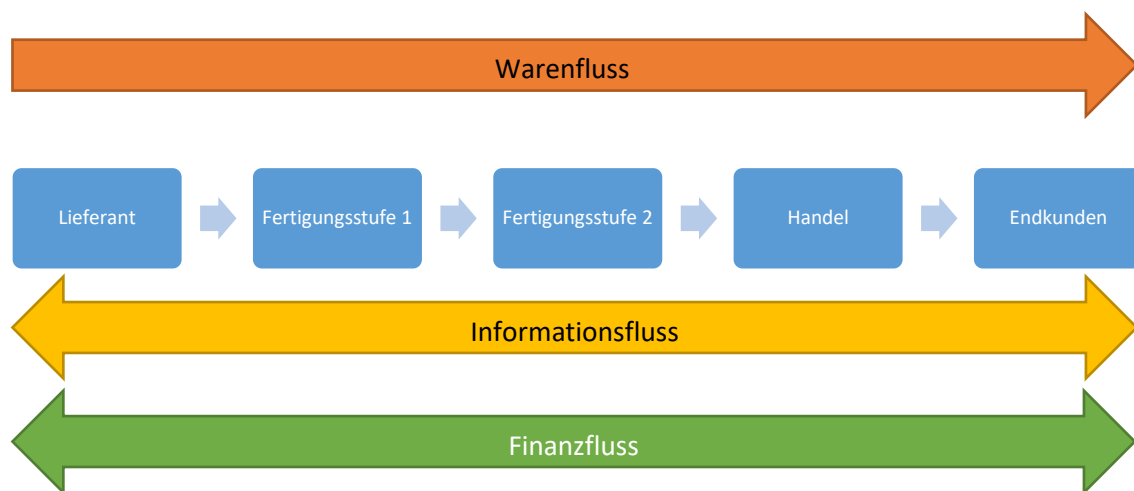 Warenfluss
Lieferant
Fertigungsstufe 1
Fertigungsstufe 2
Handel
Endkunden
Informationsfluss
Finanzfluss